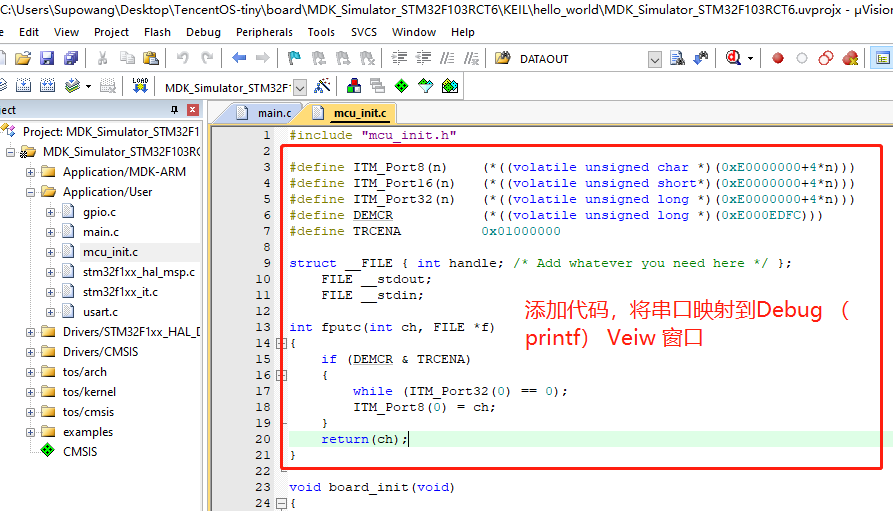 C:\Users\Supowang\Desktop\TencentOS-tiny\board\MDK_Simulator_STM32F103RCT6\KEIL\hello_world\MDK_Simulator_STM32F103RCT6.uvprojx - µVision
e Edit View Project Flash Debug Peripherals Tools SVCS Window Help
DATAOUT
LOAD
MDK_Simulator_STM32F
ject
main.c
mcu_init.c
Project: MDK_Simulator_STM32F1
MDK_Simulator_STM32F103R
Application/MDK-ARM
Application/User
gpio.c
main.c
mcu_init.c
stm32f1xx_hal_msp.c
stm32f1xx_it.c
usart.c
Drivers/STM32F1xx_HAL_D
Drivers/CMSIS
tos/arch
tos/kernel
tos/cmsis
examples
CMSIS
1 #include "mcu_init.h"
2
3 #define ITM_Port8(n) (*((volatile unsigned char *)(0xE0000000+4*n)))
4 #define ITM_Port16(n) (*((volatile unsigned short*)(0xE0000000+4*n)))
5 #define ITM_Port32(n) (*((volatile unsigned long *)(0xE0000000+4*n)))
6 #define DEMCR (*((volatile unsigned long *)(0xE000EDFC)))
7 #define TRCENA 0x01000000
8
9 struct __FILE { int handle; /* Add whatever you need here */ };
10 FILE __stdout;
11 FILE __stdin;
12
13 int fputc(int ch, FILE *f)
14 {
15 if (DEMCR & TRCENA)
16 {
17 while (ITM_Port32(0) == 0);
18 ITM_Port8(0) = ch;
19 }
20 return(ch);
21 }
22
23 void board_init(void)
24 {
添加代码，将串口映射到Debug （
printf） Veiw 窗口